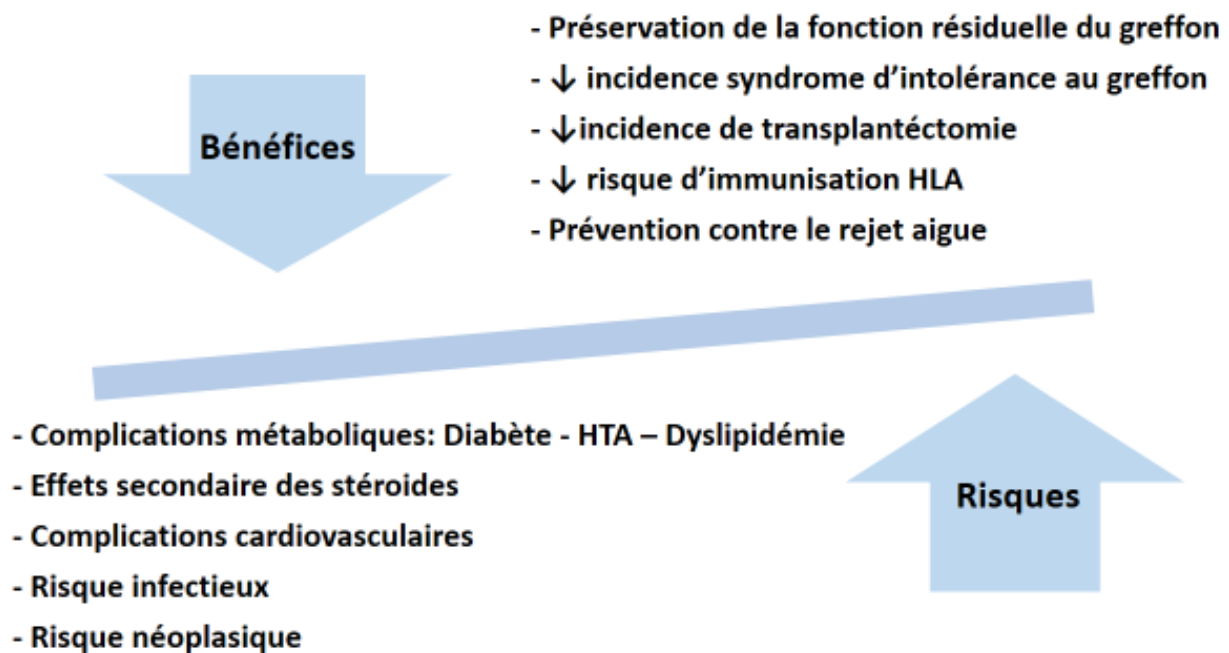 - Préservation de la fonction résiduelle du greffon
- ↓ incidence syndrome d'intolérance au greffon
Bénéfices
- ↓incidence de transplantéctomie
- ↓ risque d'immunisation HLA
- Prévention contre le rejet aigue
- Complications métaboliques: Diabète - HTA – Dyslipidémie
- Effets secondaire des stéroides
Risques
- Complications cardiovasculaires
- Risque infectieux
- Risque néoplasique